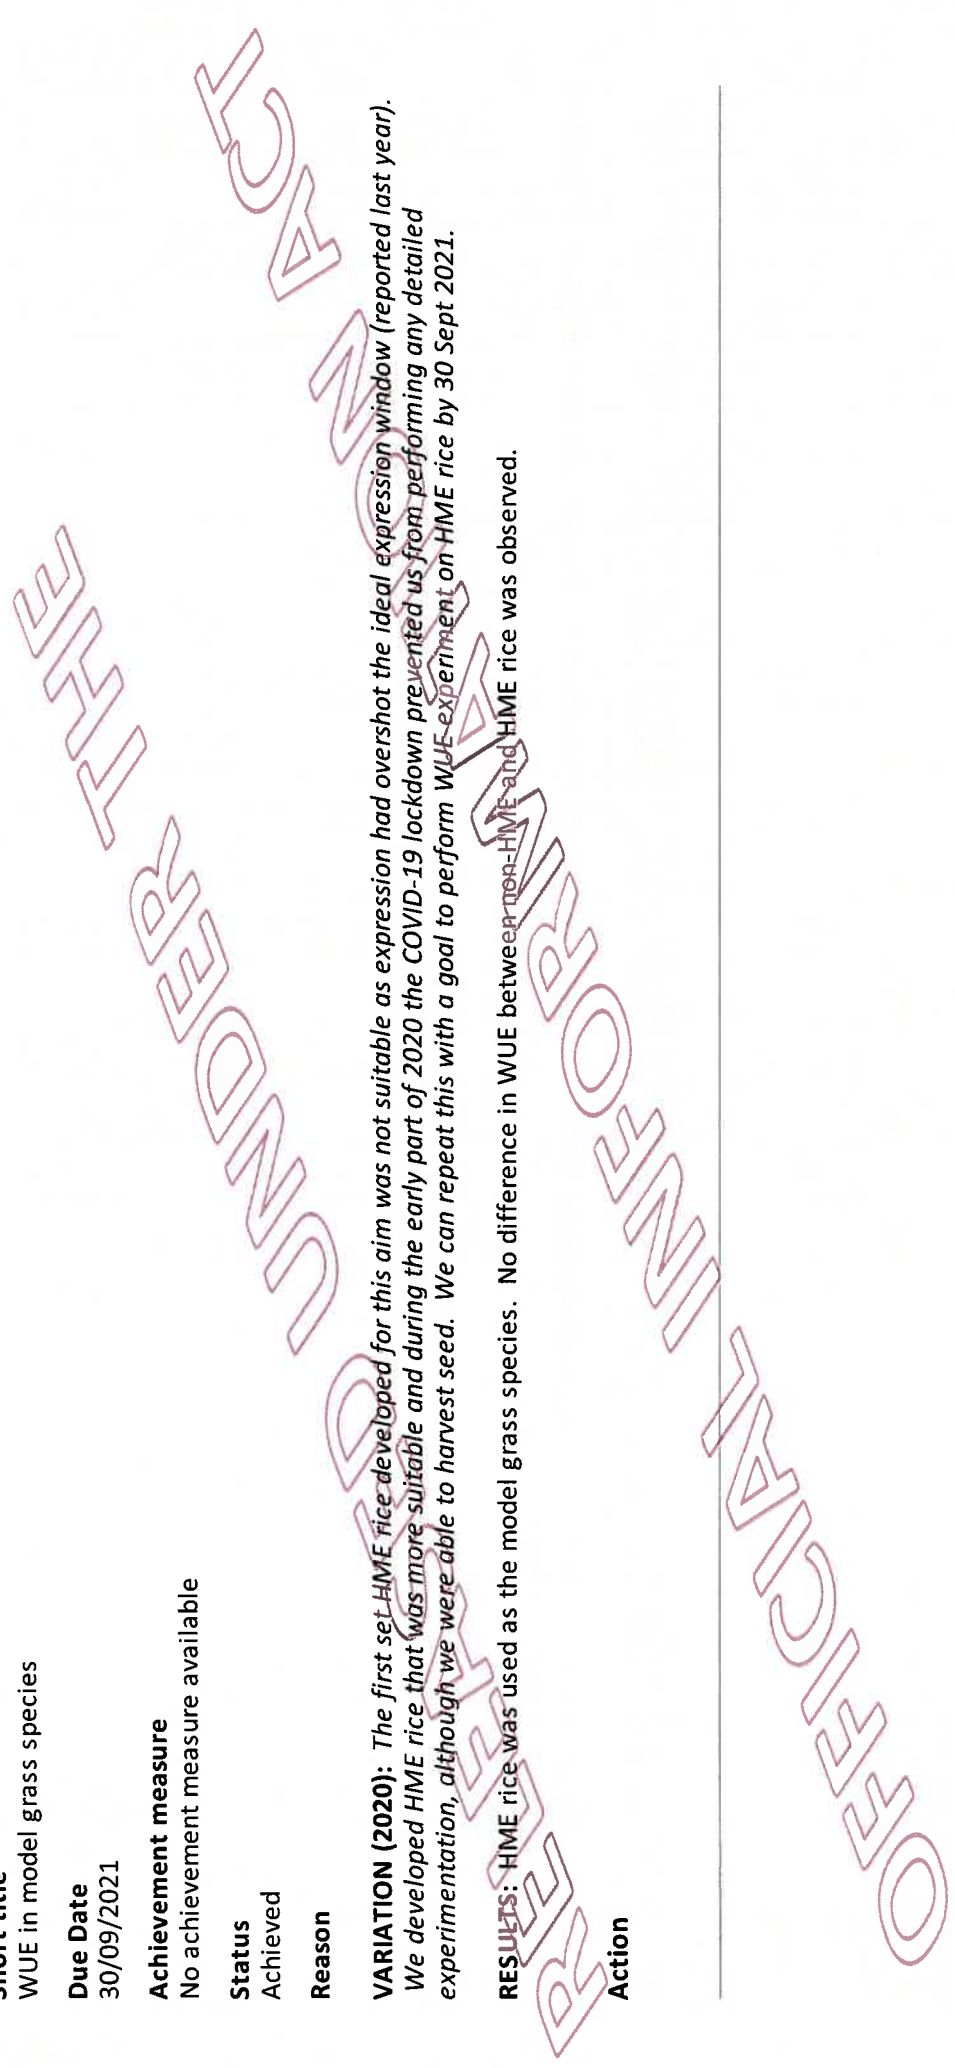 Short title
WUE in model grass species
Due Date
30/09/2021
Achievement measure
No achievement measure available
Status
Achieved
Reason
VARIATION (2020): The first set HME rice developed for this aim was not suitable as expression had overshot the ideal expression window (reported last year).
We developed HME rice that was more suitable and during the early part of 2020 the COVID-19 lockdown prevented us from performing any detailed
experimentation, although we were able to harvest seed. We can repeat this with a goal to perform WUE experiment on HME rice by 30 Sept 2021.
RESULTS: HME rice was used as the model grass species. No difference in WUE between non-HME and HME rice was observed.
Action
RELEASED UNDER THE
OFFICIAL INFORMATION ACT